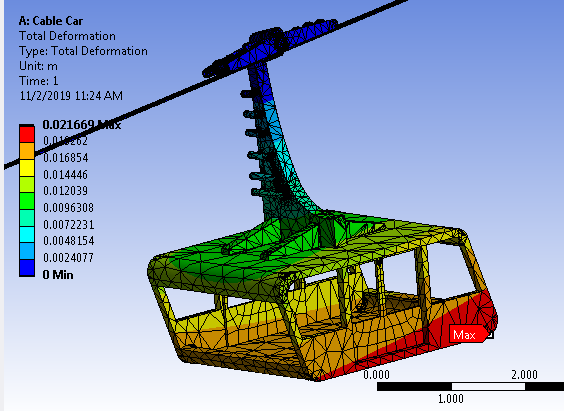 A: Cable Car
Total Deformation
Type: Total Deformation
Unit: m
Time: 1
11/2/2019 11:24 AM
0.021669 Max
0.019262
0.016854
0.014446
0.012039
0.0096308
0.0072231
0.0048154
0.0024077
0 Min
Max
0.000
2.000
1.000